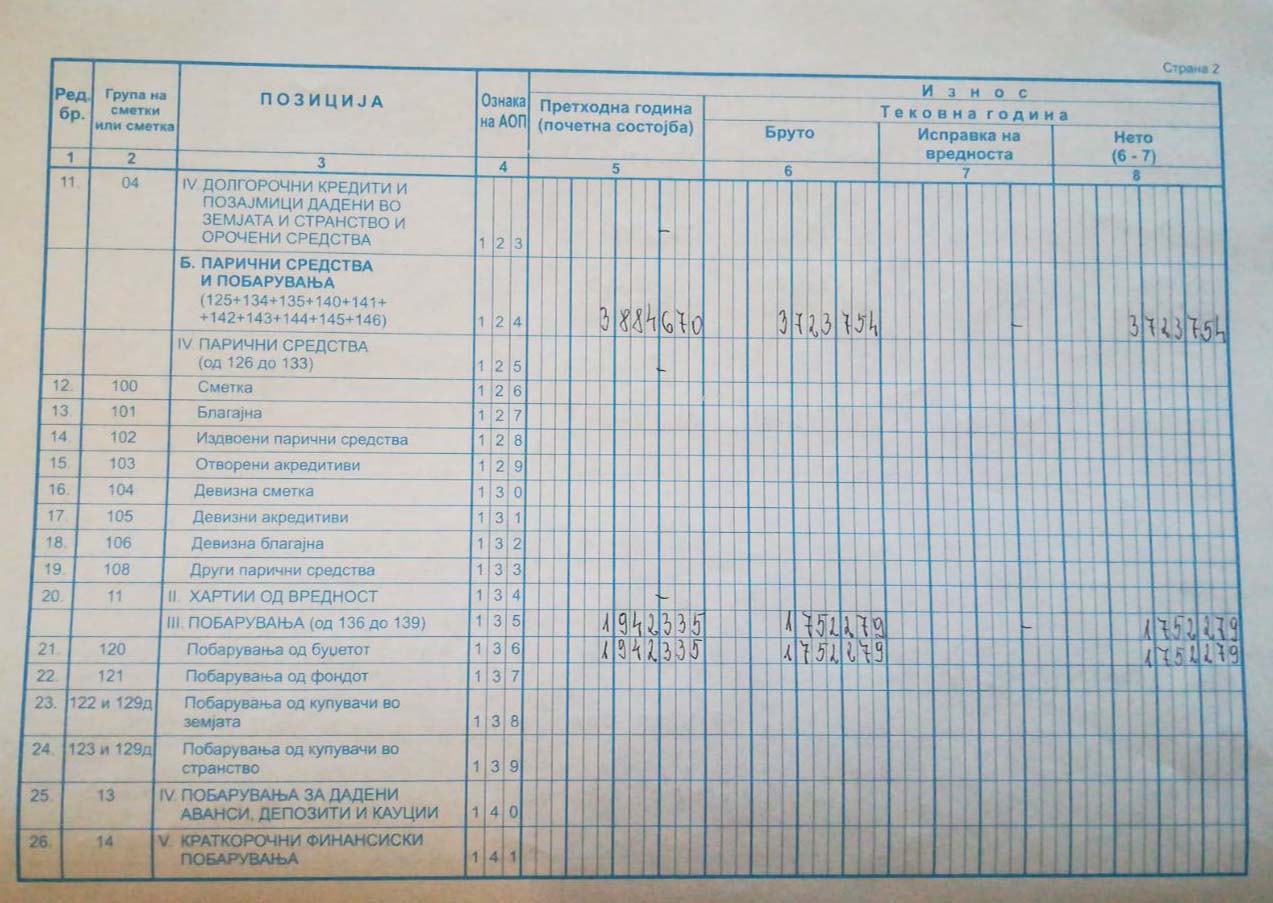 Страна 2
Ред. бр. Група на сметки или сметка ПОЗИЦИЈА Ознака на АОП Износ
Претходна година (почетна состојба) Тековна година
Бруто Исправка на вредноста Нето (6 - 7)
1 2 3 4 5 6 7 8
11. 04 IV. ДОЛГОРОЧНИ КРЕДИТИ И
ПОЗАЈМИЦИ ДАДЕНИ ВО
ЗЕМЈАТА И СТРАНСТВО И
ОРОЧЕНИ СРЕДСТВА 1 2 3 -
Б. ПАРИЧНИ СРЕДСТВА
И ПОБАРУВАЊА
(125+134+135+140+141+
+142+143+144+145+146) 1 2 4 3884670 3723754 - 3723754
IV. ПАРИЧНИ СРЕДСТВА
(од 126 до 133) 1 2 5 -
12. 100 Сметка 1 2 6
13. 101 Благајна 1 2 7
14. 102 Издвоени парични средства 1 2 8
15. 103 Отворени акредитиви 1 2 9
16. 104 Девизна сметка 1 3 0
17. 105 Девизни акредитиви 1 3 1
18. 106 Девизна благајна 1 3 2
19. 108 Други парични средства 1 3 3
20. 11 II. ХАРТИИ ОД ВРЕДНОСТ 1 3 4 -
III. ПОБАРУВАЊА (од 136 до 139) 1 3 5 1942335 1752279 - 1752279
21. 120 Побарувања од буџетот 1 3 6 1942335 1752279 1752279
22. 121 Побарувања од фондот 1 3 7
23. 122 и 129д Побарувања од купувачи во
земјата 1 3 8
24. 123 и 129д Побарувања од купувачи во
странство 1 3 9
25. 13 IV. ПОБАРУВАЊА ЗА ДАДЕНИ
АВАНСИ, ДЕПОЗИТИ И КАУЦИИ 1 4 0
26. 14 V. КРАТКОРОЧНИ ФИНАНСИСКИ
ПОБАРУВАЊА 1 4 1